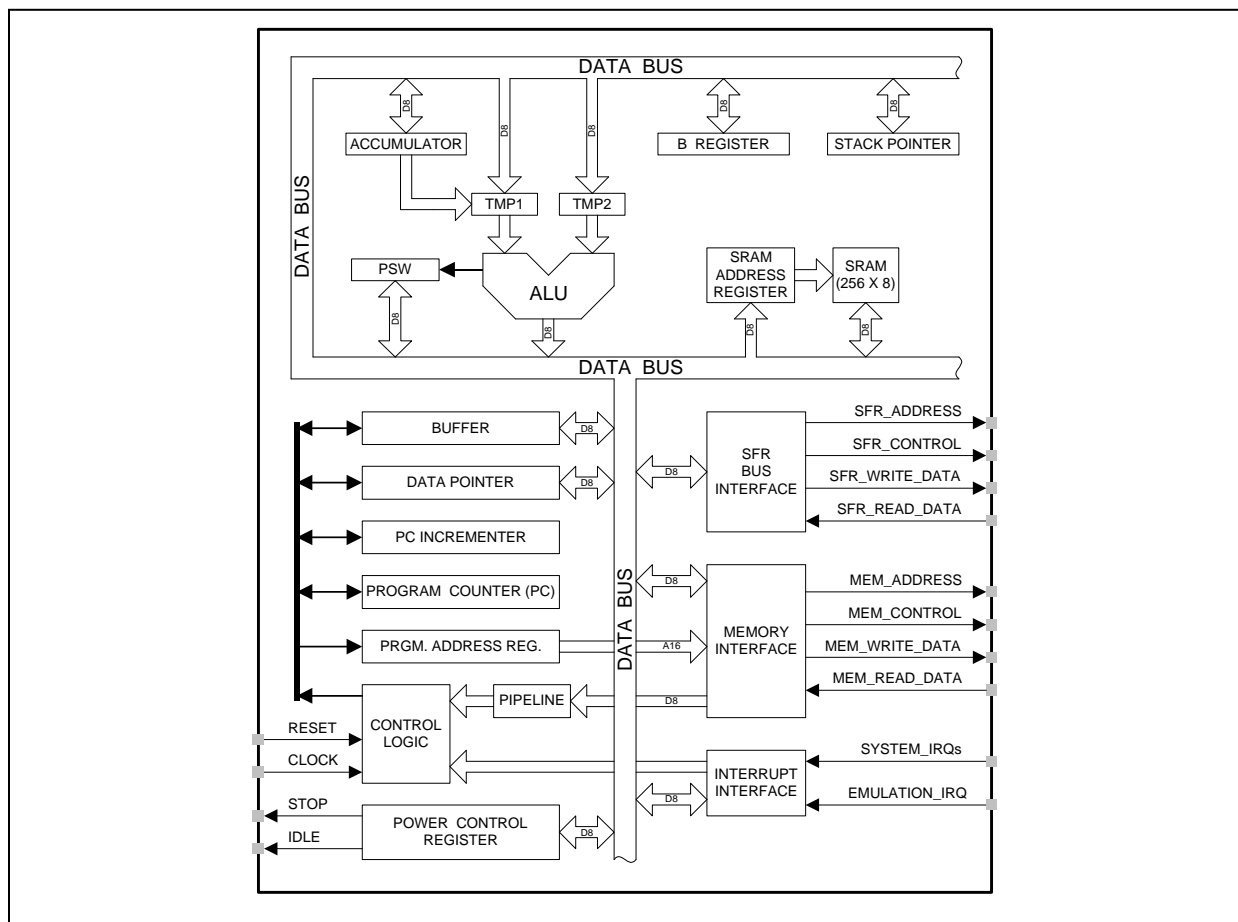 DATA BUS
D8
D8
D8
D8
D8
ACCUMULATOR
B REGISTER
STACK POINTER
DATA BUS
TMP1
TMP2
PSW
ALU
SRAM
ADDRESS
REGISTER
SRAM
(256 X 8)
D8
D8
D8
D8
DATA BUS
BUFFER
D8
DATA POINTER
D8
PC INCREMENTER
PROGRAM COUNTER (PC)
PRGM. ADDRESS REG.
A16
PIPELINE
D8
CONTROL
LOGIC
RESET
CLOCK
STOP
IDLE
POWER CONTROL
REGISTER
D8
DATA BUS
D8
SFR
BUS
INTERFACE
SFR_ADDRESS
SFR_CONTROL
SFR_WRITE_DATA
SFR_READ_DATA
D8
MEMORY
INTERFACE
MEM_ADDRESS
MEM_CONTROL
MEM_WRITE_DATA
MEM_READ_DATA
D8
INTERRUPT
INTERFACE
SYSTEM_IRQs
EMULATION_IRQ